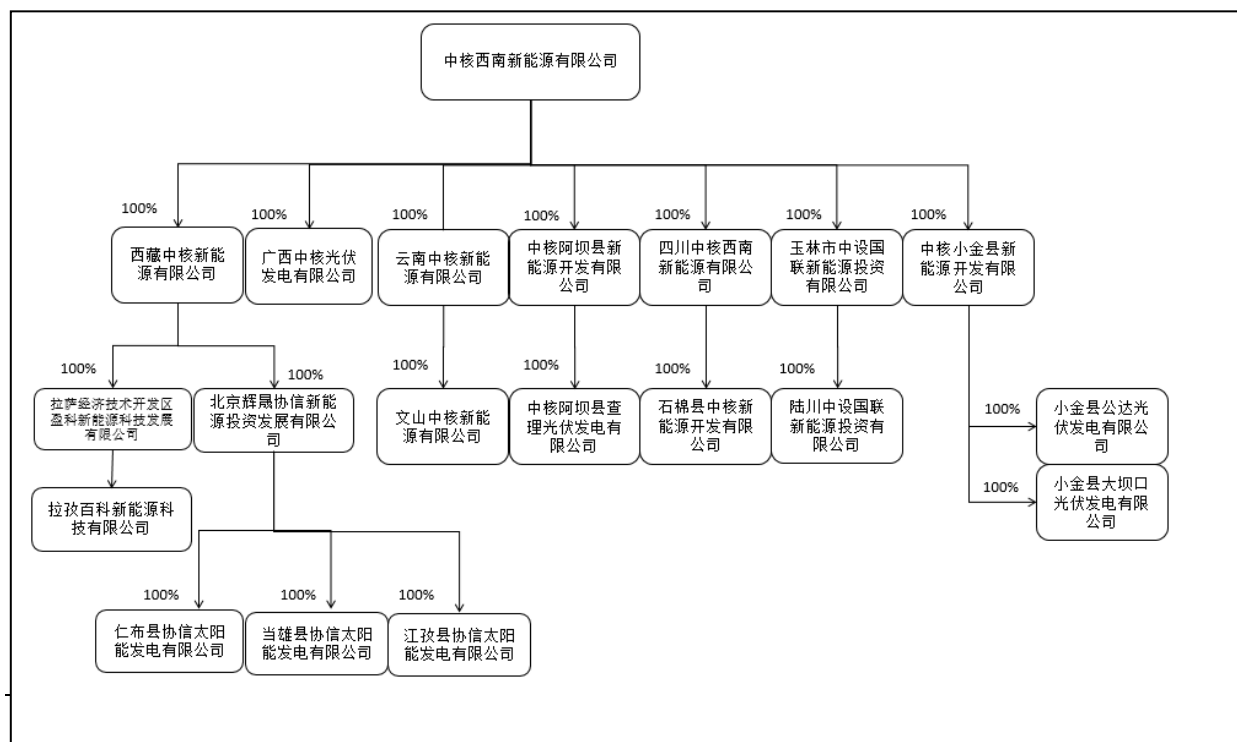 中核西南新能源有限公司
100%
100%
100%
100%
100%
100%
100%
西藏中核新能
源有限公司
广西中核光伏
发电有限公司
云南中核新能
源有限公司
中核阿坝县新
能源开发有限
公司
四川中核西南
新能源有限公
司
玉林市中设国
联新能源投资
有限公司
中核小金县新
能源开发有限
公司
100%
100%
100%
100%
100%
100%
拉萨经济技术开发区
盈科新能源科技发展
有限公司
北京辉晟协信新能
源投资发展有限公
司
文山中核新能
源有限公司
中核阿坝县查
理光伏发电有
限公司
石棉县中核新
能源开发有限
公司
陆川中设国联
新能源投资有
限公司
100%
小金县公达光
伏发电有限公
司
100%
小金县大坝口
光伏发电有限
公司
拉孜百科新能源科
技有限公司
100%
100%
100%
仁布县协信太阳
能发电有限公司
当雄县协信太阳
能发电有限公司
江孜县协信太阳
能发电有限公司